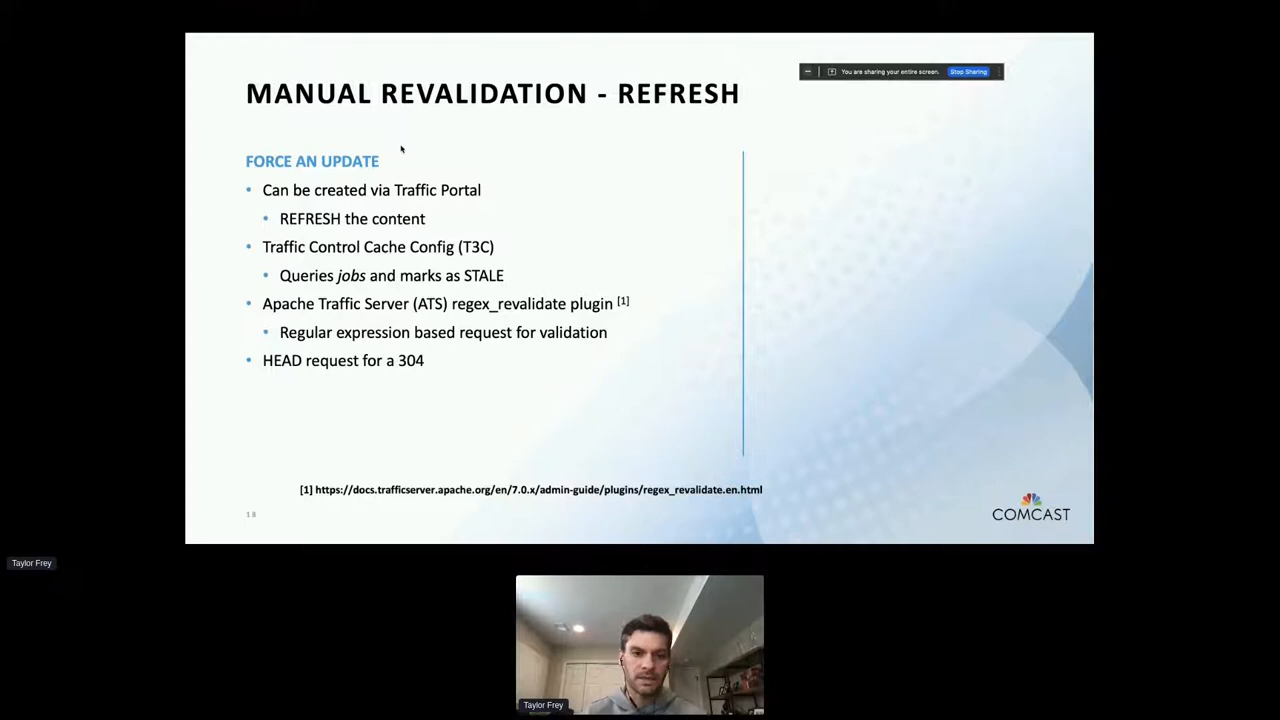 You are sharing your entire screen. Stop Sharing
MANUAL REVALIDATION - REFRESH
FORCE AN UPDATE
• Can be created via Traffic Portal
• REFRESH the content
• Traffic Control Cache Config (T3C)
• Queries jobs and marks as STALE
• Apache Traffic Server (ATS) regex_revalidate plugin [1]
• Regular expression based request for validation
• HEAD request for a 304
[1] https://docs.trafficserver.apache.org/en/7.0.x/admin-guide/plugins/regex_revalidate.en.html
18
COMCAST
Taylor Frey
Taylor Frey